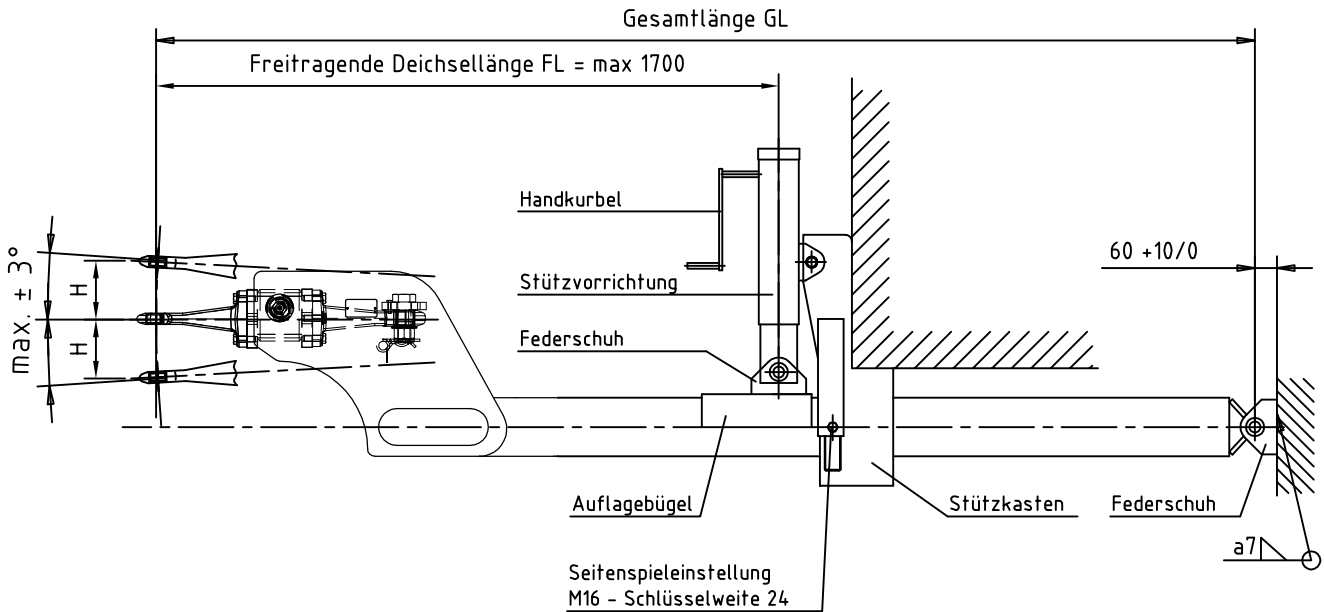 Gesamtlänge GL
Freitragende Deichsellänge FL = max 1700
Handkurbel
60 +10/0
max. ± 3°
H
H
Stützvorrichtung
Federschuh
Auflagebügel
Stützkasten
Federschuh
a7
Seitenspieleinstellung
M16 - Schlüsselweite 24